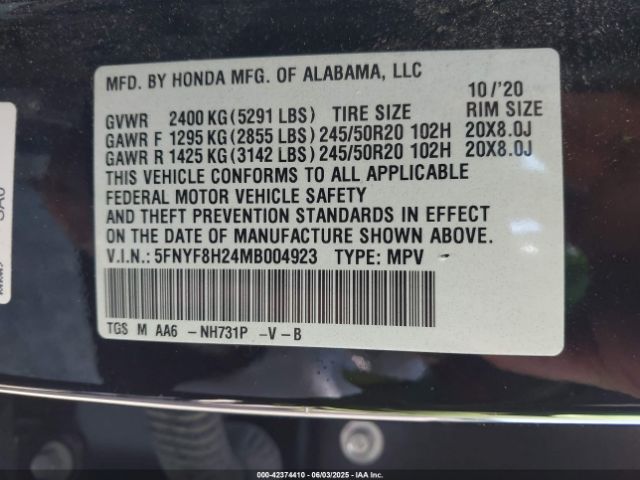 MFD. BY HONDA MFG. OF ALABAMA, LLC
10/'20
GVWR 2400 KG (5291 LBS) TIRE SIZE RIM SIZE
GAWR F 1295 KG (2855 LBS) 245/50R20 102H 20X8.0J
GAWR R 1425 KG (3142 LBS) 245/50R20 102H 20X8.0J
THIS VEHICLE CONFORMS TO ALL APPLICABLE
FEDERAL MOTOR VEHICLE SAFETY
AND THEFT PREVENTION STANDARDS IN EFFECT
ON THE DATE OF MANUFACTURE SHOWN ABOVE.
V.I.N.: 5FNYF8H24MB004923 TYPE: MPV
TGS M AA6 -NH731P -V-B
000-42374410 | 06/03/2025 - IAA Inc.